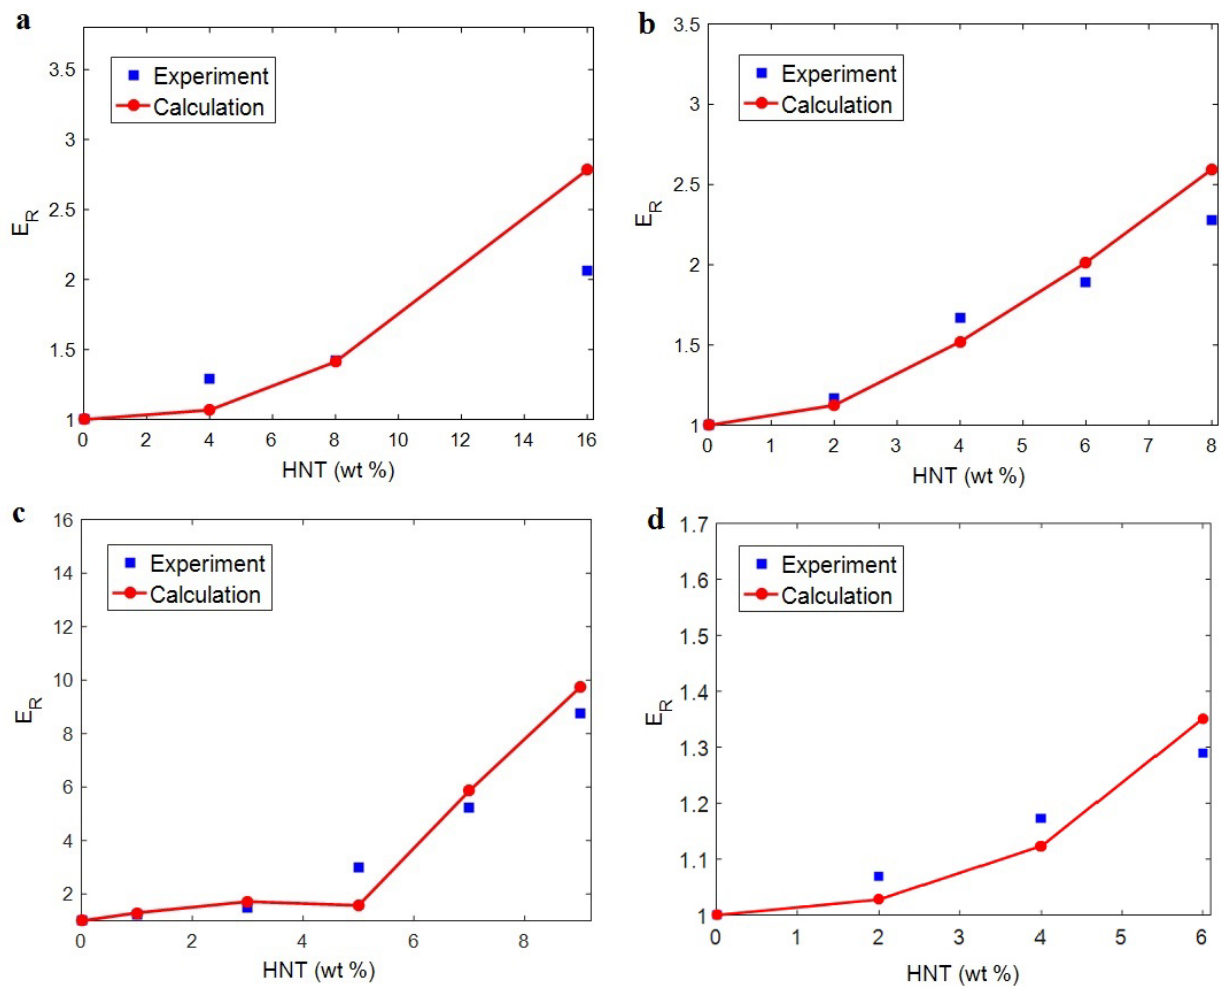 a
3.5
3
2.5
2
1.5
1
E_R
Experiment
Calculation
0 2 4 6 8 10 12 14 16
HNT (wt %)
b
3.5
3
2.5
2
1.5
1
E_R
Experiment
Calculation
0 1 2 3 4 5 6 7 8
HNT (wt %)
c
16
14
12
10
8
6
4
2
0
E_R
Experiment
Calculation
0 2 4 6 8
HNT (wt %)
d
1.7
1.6
1.5
1.4
1.3
1.2
1.1
1
E_R
Experiment
Calculation
0 1 2 3 4 5 6
HNT (wt %)